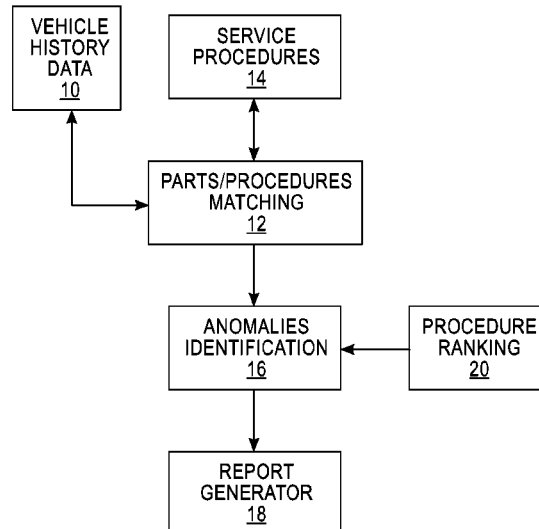 VEHICLE
HISTORY
DATA
10
SERVICE
PROCEDURES
14
PARTS/PROCEDURES
MATCHING
12
ANOMALIES
IDENTIFICATION
16
PROCEDURE
RANKING
20
REPORT
GENERATOR
18